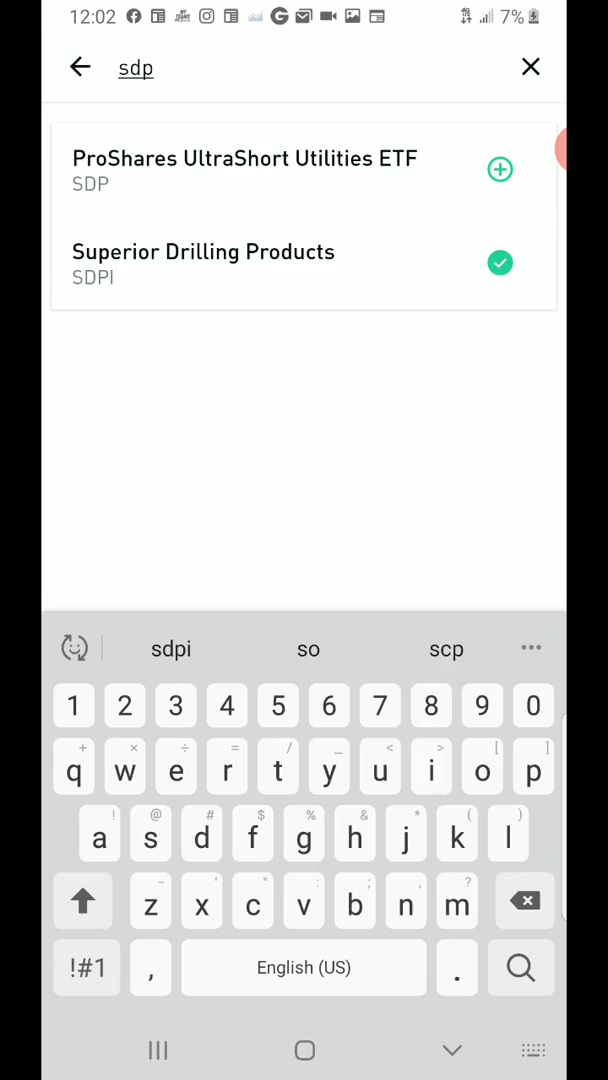 12:02 7%
sdp
ProShares UltraShort Utilities ETF
SDP
Superior Drilling Products
SDPI
sdpi so scp
1 2 3 4 5 6 7 8 9 0
+ × ÷ = / _ < > [ ]
q w e r t y u i o p
! @ # $ % & * ( )
a s d f g h j k l
- ' " : ; , ?
z x c v b n m
!#1 , English (US) .